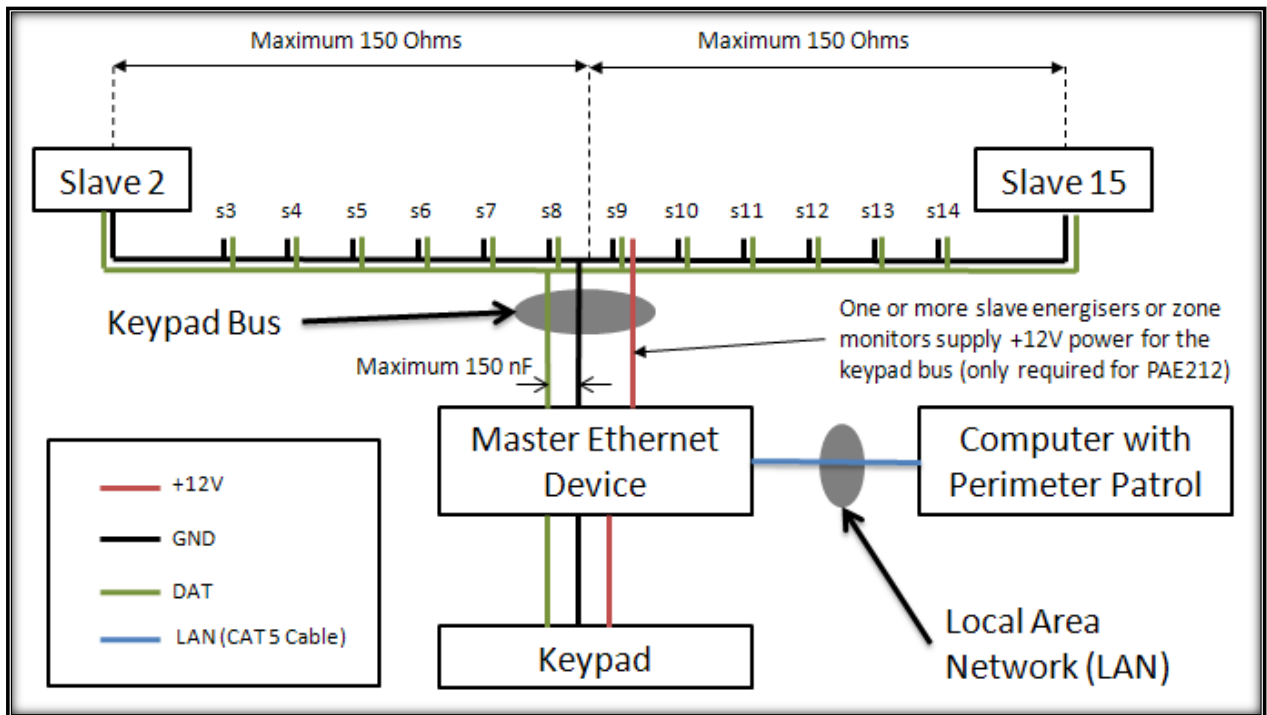 Maximum 150 Ohms
Maximum 150 Ohms
Slave 2
Slave 15
s3
s4
s5
s6
s7
s8
s9
s10
s11
s12
s13
s14
Keypad Bus
One or more slave energisers or zone
monitors supply +12V power for the
keypad bus (only required for PAE212)
Maximum 150 nF
Master Ethernet
Device
Computer with
Perimeter Patrol
+12V
GND
DAT
LAN (CAT 5 Cable)
Keypad
Local Area
Network (LAN)